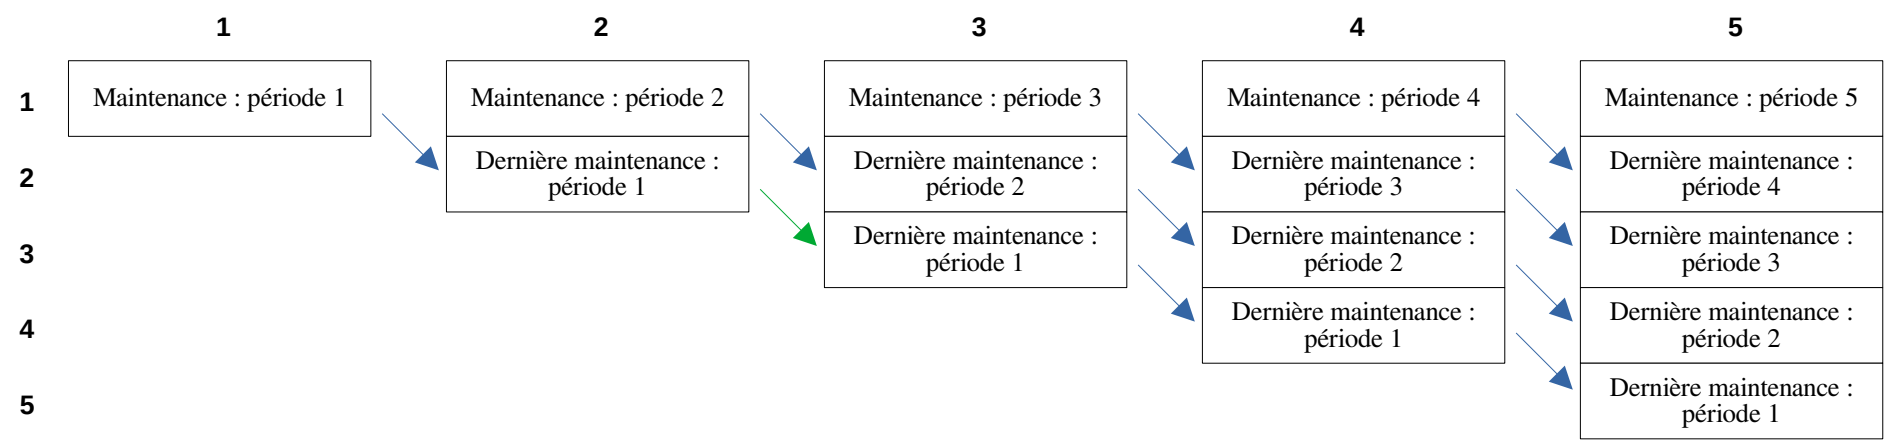 1 2 3 4 5
1 Maintenance : période 1 Maintenance : période 2 Maintenance : période 3 Maintenance : période 4 Maintenance : période 5
2 Dernière maintenance : Dernière maintenance : Dernière maintenance : Dernière maintenance :
période 1 période 2 période 3 période 4
3 Dernière maintenance : Dernière maintenance : Dernière maintenance :
période 1 période 2 période 3
4 Dernière maintenance : Dernière maintenance :
période 1 période 2
5 Dernière maintenance :
période 1